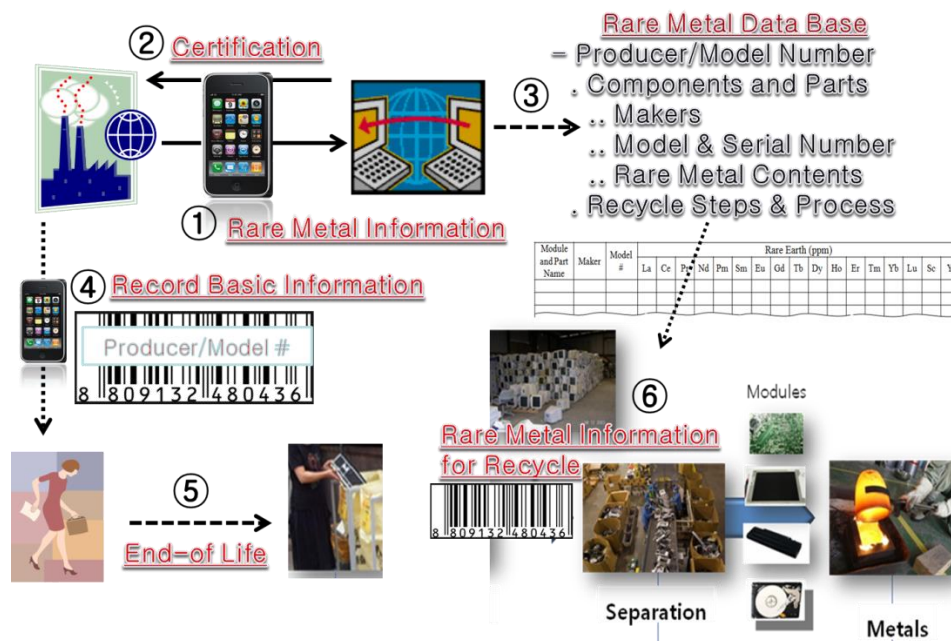 ② Certification
① Rare Metal Information
③
Rare Metal Data Base
– Producer/Model Number
. Components and Parts
.. Makers
.. Model & Serial Number
.. Rare Metal Contents
. Recycle Steps & Process
Module and Part Name
Maker
Model #
Rare Earth (ppm)
La Ce Pr Nd Pm Sm Eu Gd Tb Dy Ho Er Tm Yb Lu Sc Y
④ Record Basic Information
Producer/Model #
8 809132 480436
⑤
End-of Life
⑥
Rare Metal Information
for Recycle
8 809132 480436
Modules
Separation
Metals